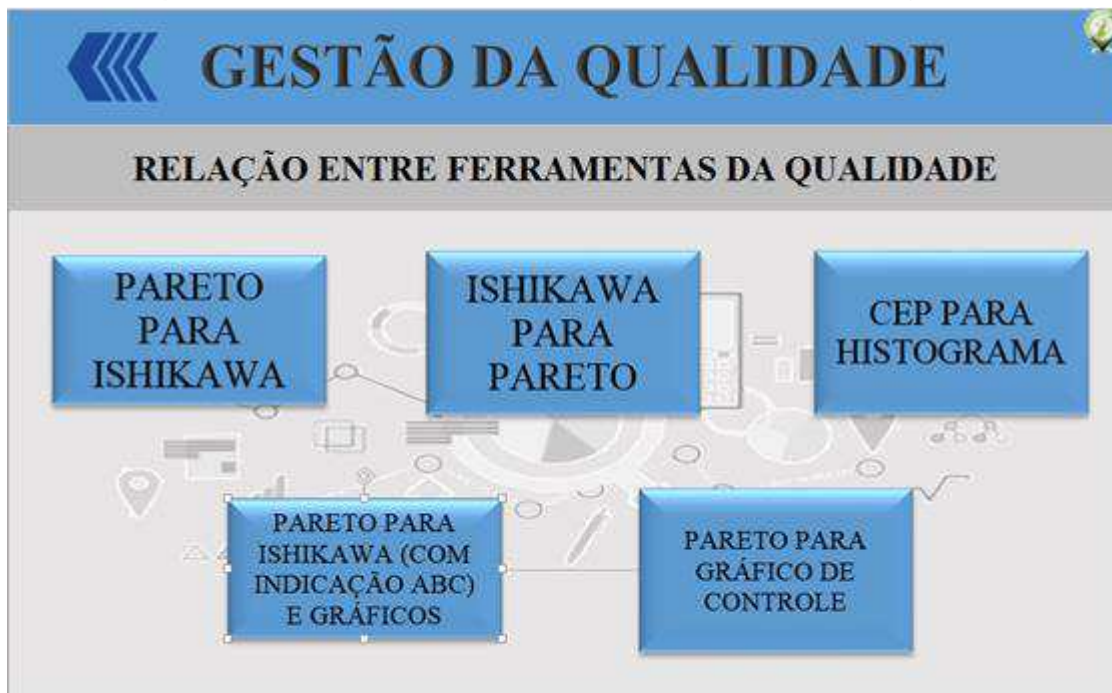 GESTÃO DA QUALIDADE
RELAÇÃO ENTRE FERRAMENTAS DA QUALIDADE
PARETO
PARA
ISHIKAWA
ISHIKAWA
PARA
PARETO
CEP PARA
HISTOGRAMA
PARETO PARA
ISHIKAWA (COM
INDICAÇÃO ABC)
E GRÁFICOS
PARETO PARA
GRÁFICO DE
CONTROLE